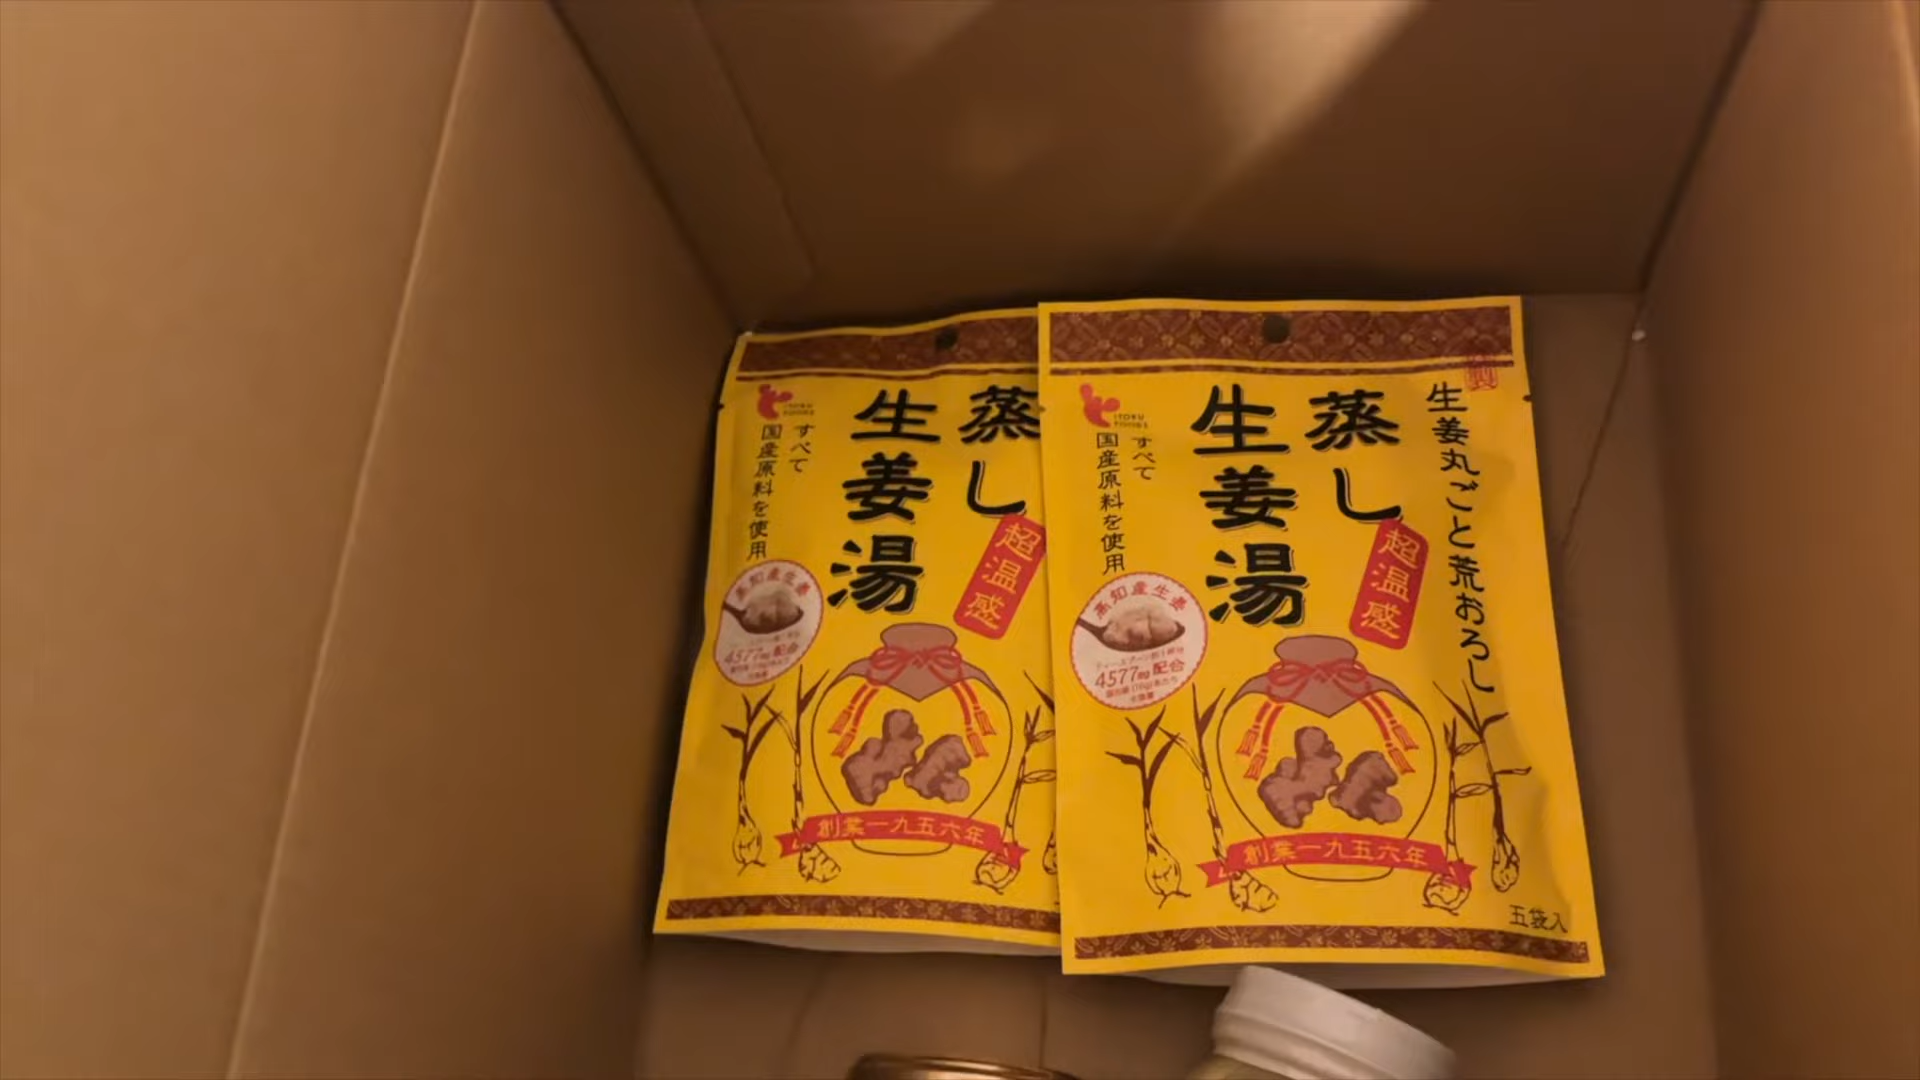 ITOKU
FOODS
すべて
国産原料を使用
蒸し
生姜湯
超温感
高知産生姜
4577mg配合
創業一九五六年
ITOKU
FOODS
生姜丸ごと荒おろし
蒸し
生姜湯
超温感
すべて
国産原料を使用
高知産生姜
4577mg配合
創業一九五六年
五袋入